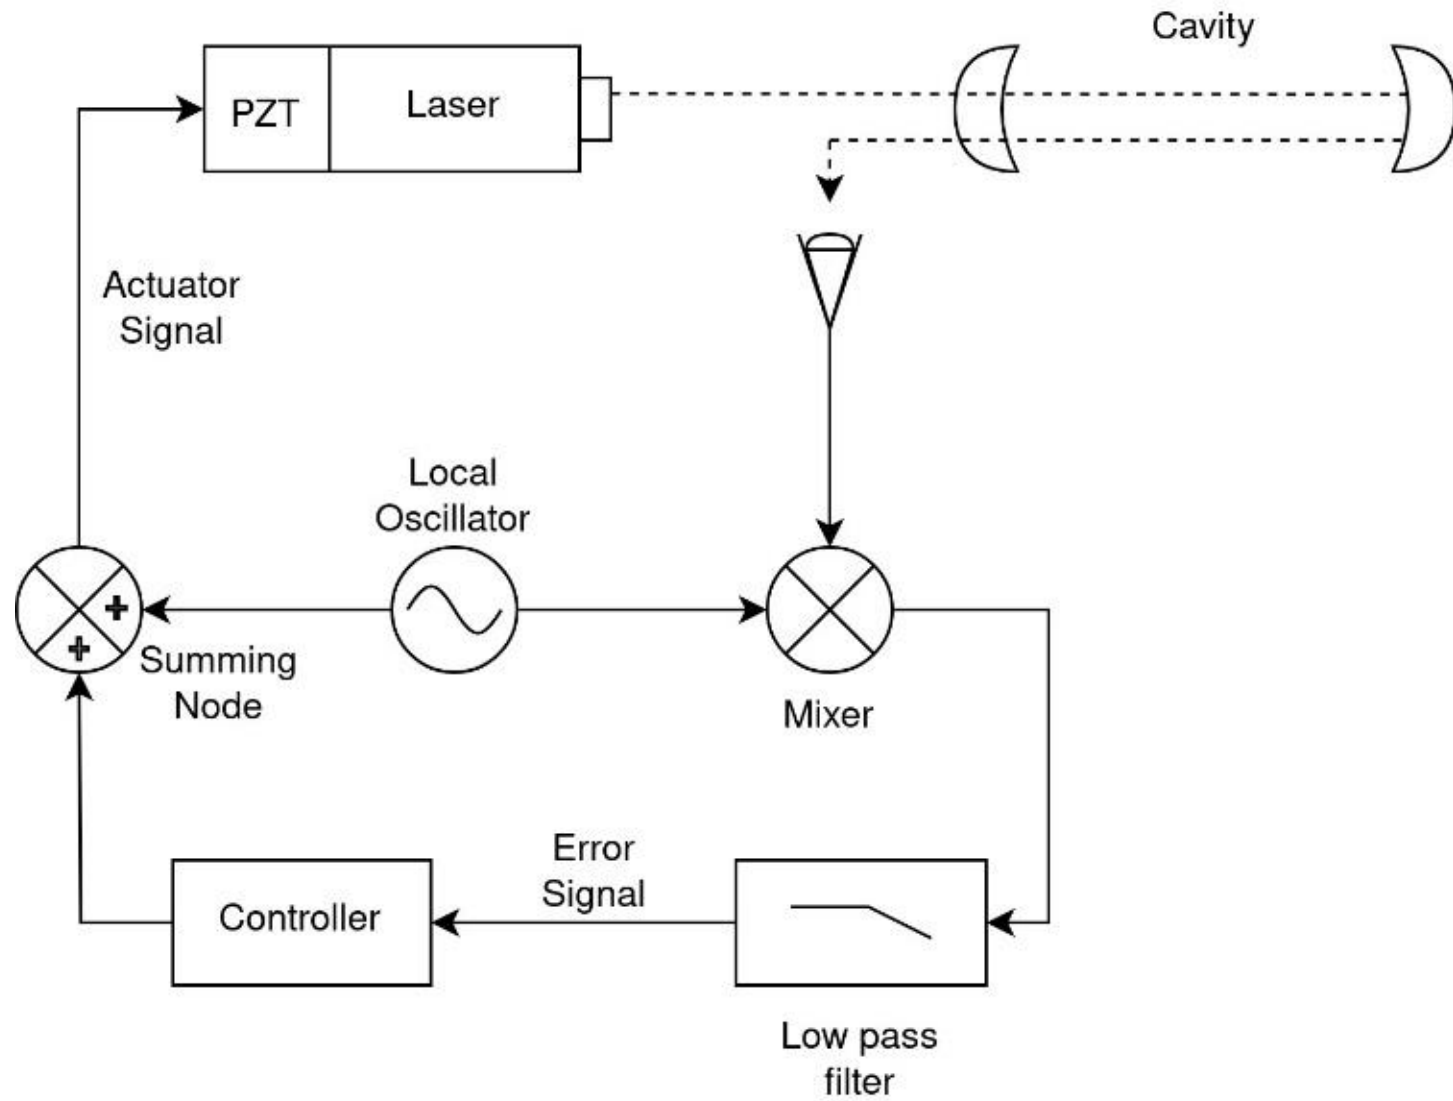 Cavity
PZT
Laser
Actuator
Signal
Local
Oscillator
Summing
Node
Mixer
Error
Signal
Controller
Low pass
filter